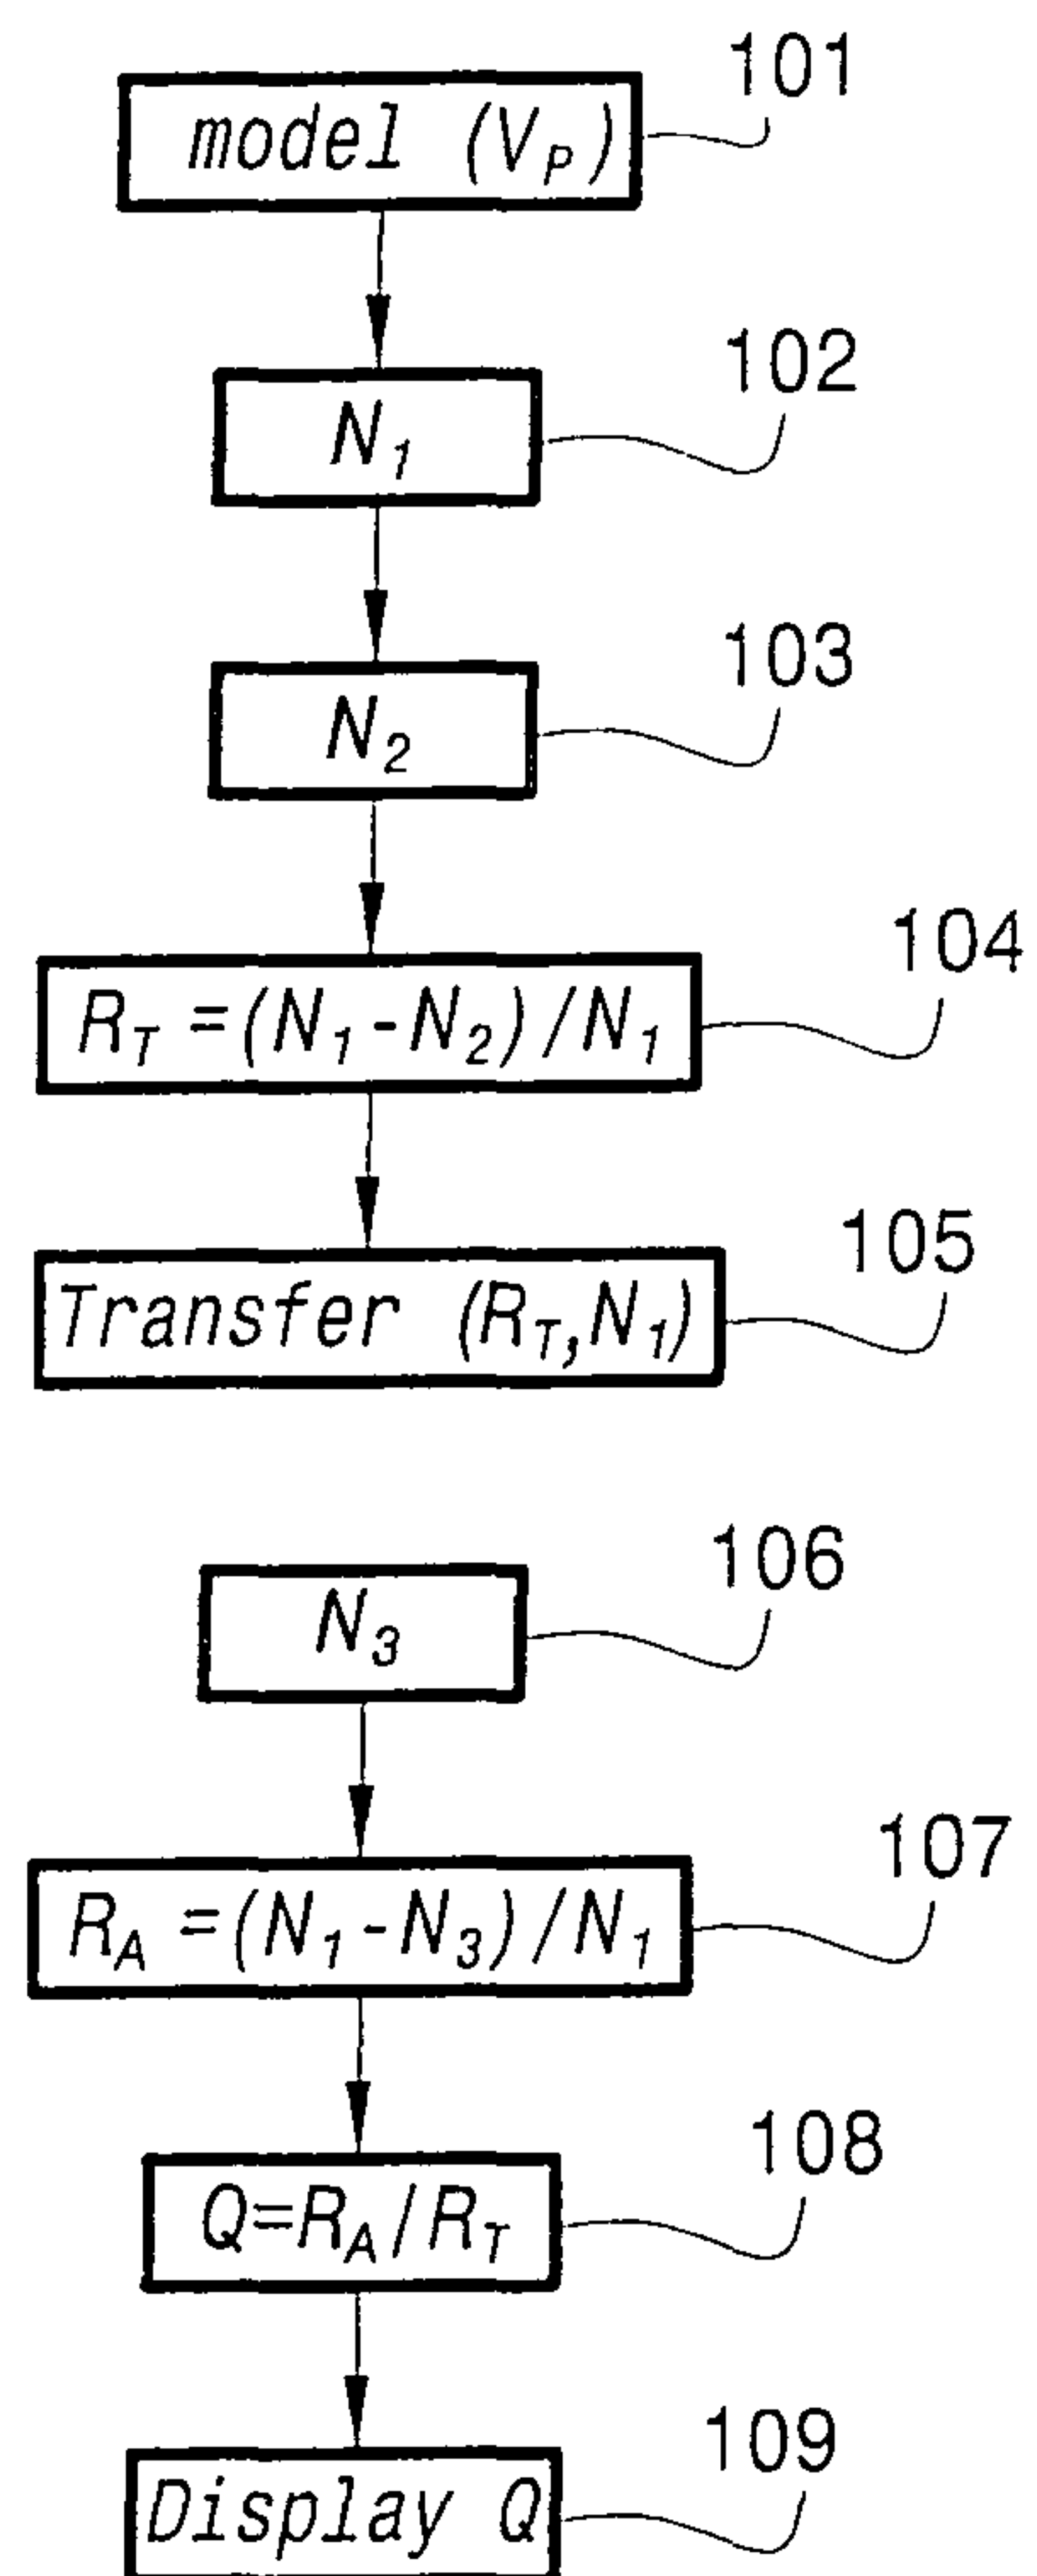 101
model (V_P)
102
N_1
103
N_2
104
R_T =(N_1-N_2)/N_1
105
Transfer (R_T,N_1)
106
N_3
107
R_A =(N_1-N_3)/N_1
108
Q=R_A/R_T
109
Display Q